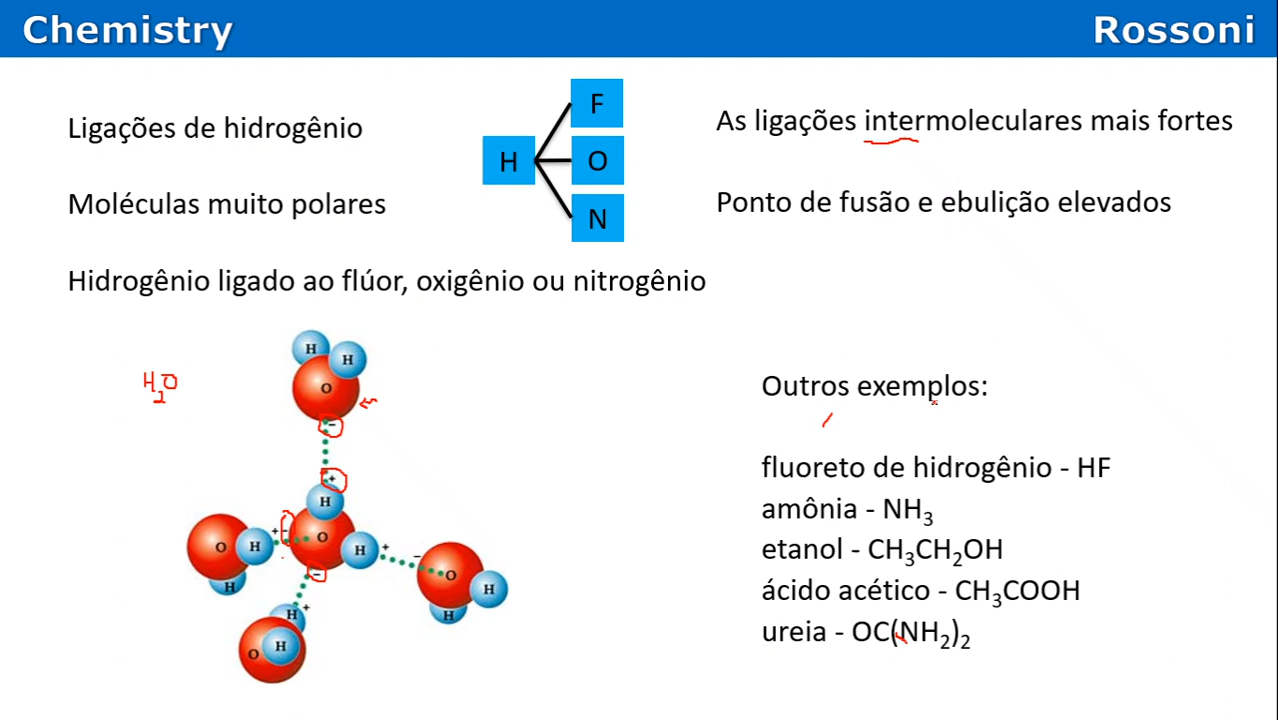 Chemistry
Rossoni
Ligações de hidrogênio
Moléculas muito polares
Hidrogênio ligado ao flúor, oxigênio ou nitrogênio
H
F
O
N
As ligações intermoleculares mais fortes
Ponto de fusão e ebulição elevados
H₂O
H
H
O
−
+
H
O
H
+
−
O
H
+
−
O
H
H
−
H
+
O
H
H
Outros exemplos:
fluoreto de hidrogênio - HF
amônia - NH₃
etanol - CH₃CH₂OH
ácido acético - CH₃COOH
ureia - OC(NH₂)₂